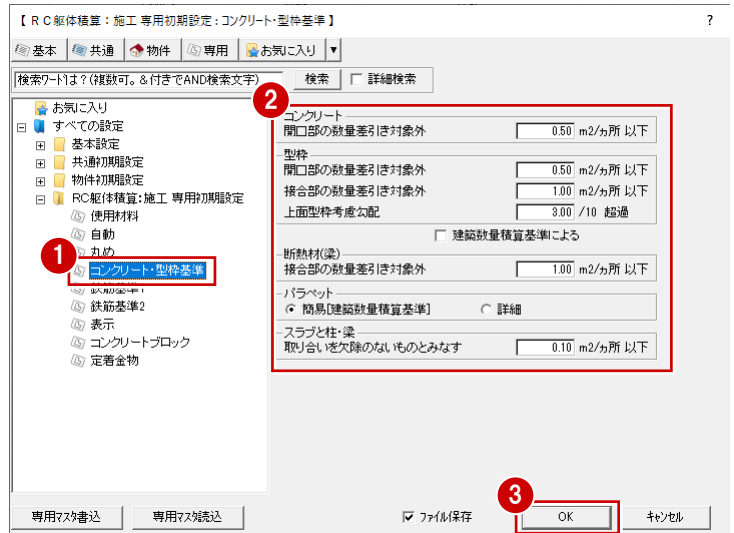 【 ＲＣ躯体積算：施工 専用初期設定：コンクリート・型枠基準 】 ?
基本 共通 物件 専用 お気に入り ▼
検索ワードは？(複数可。＆付きでAND検索文字) 検索 詳細検索
お気に入り
すべての設定
基本設定
共通初期設定
物件初期設定
RC躯体積算:施工 専用初期設定
使用材料
自動
丸め
1
コンクリート・型枠基準
鉄筋基準1
鉄筋基準2
表示
コンクリートブロック
定着金物
2
コンクリート
開口部の数量差引き対象外 0.50 m2/ヵ所 以下
型枠
開口部の数量差引き対象外 0.50 m2/ヵ所 以下
接合部の数量差引き対象外 1.00 m2/ヵ所 以下
上面型枠考慮勾配 3.00 /10 超過
建築数量積算基準による
断熱材(梁)
接合部の数量差引き対象外 1.00 m2/ヵ所 以下
パラペット
簡易[建築数量積算基準] 詳細
スラブと柱・梁
取り合いを欠除のないものとみなす 0.10 m2/ヵ所 以下
3
専用マスタ書込 専用マスタ読込 ファイル保存 OK キャンセル